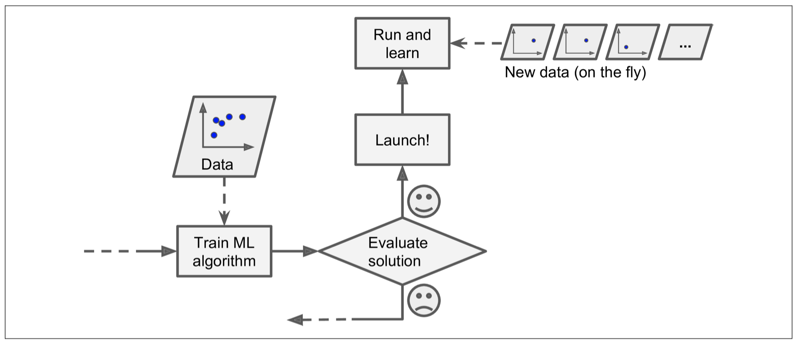 Run and
learn
...
New data (on the fly)
Launch!
Data
Train ML
algorithm
Evaluate
solution